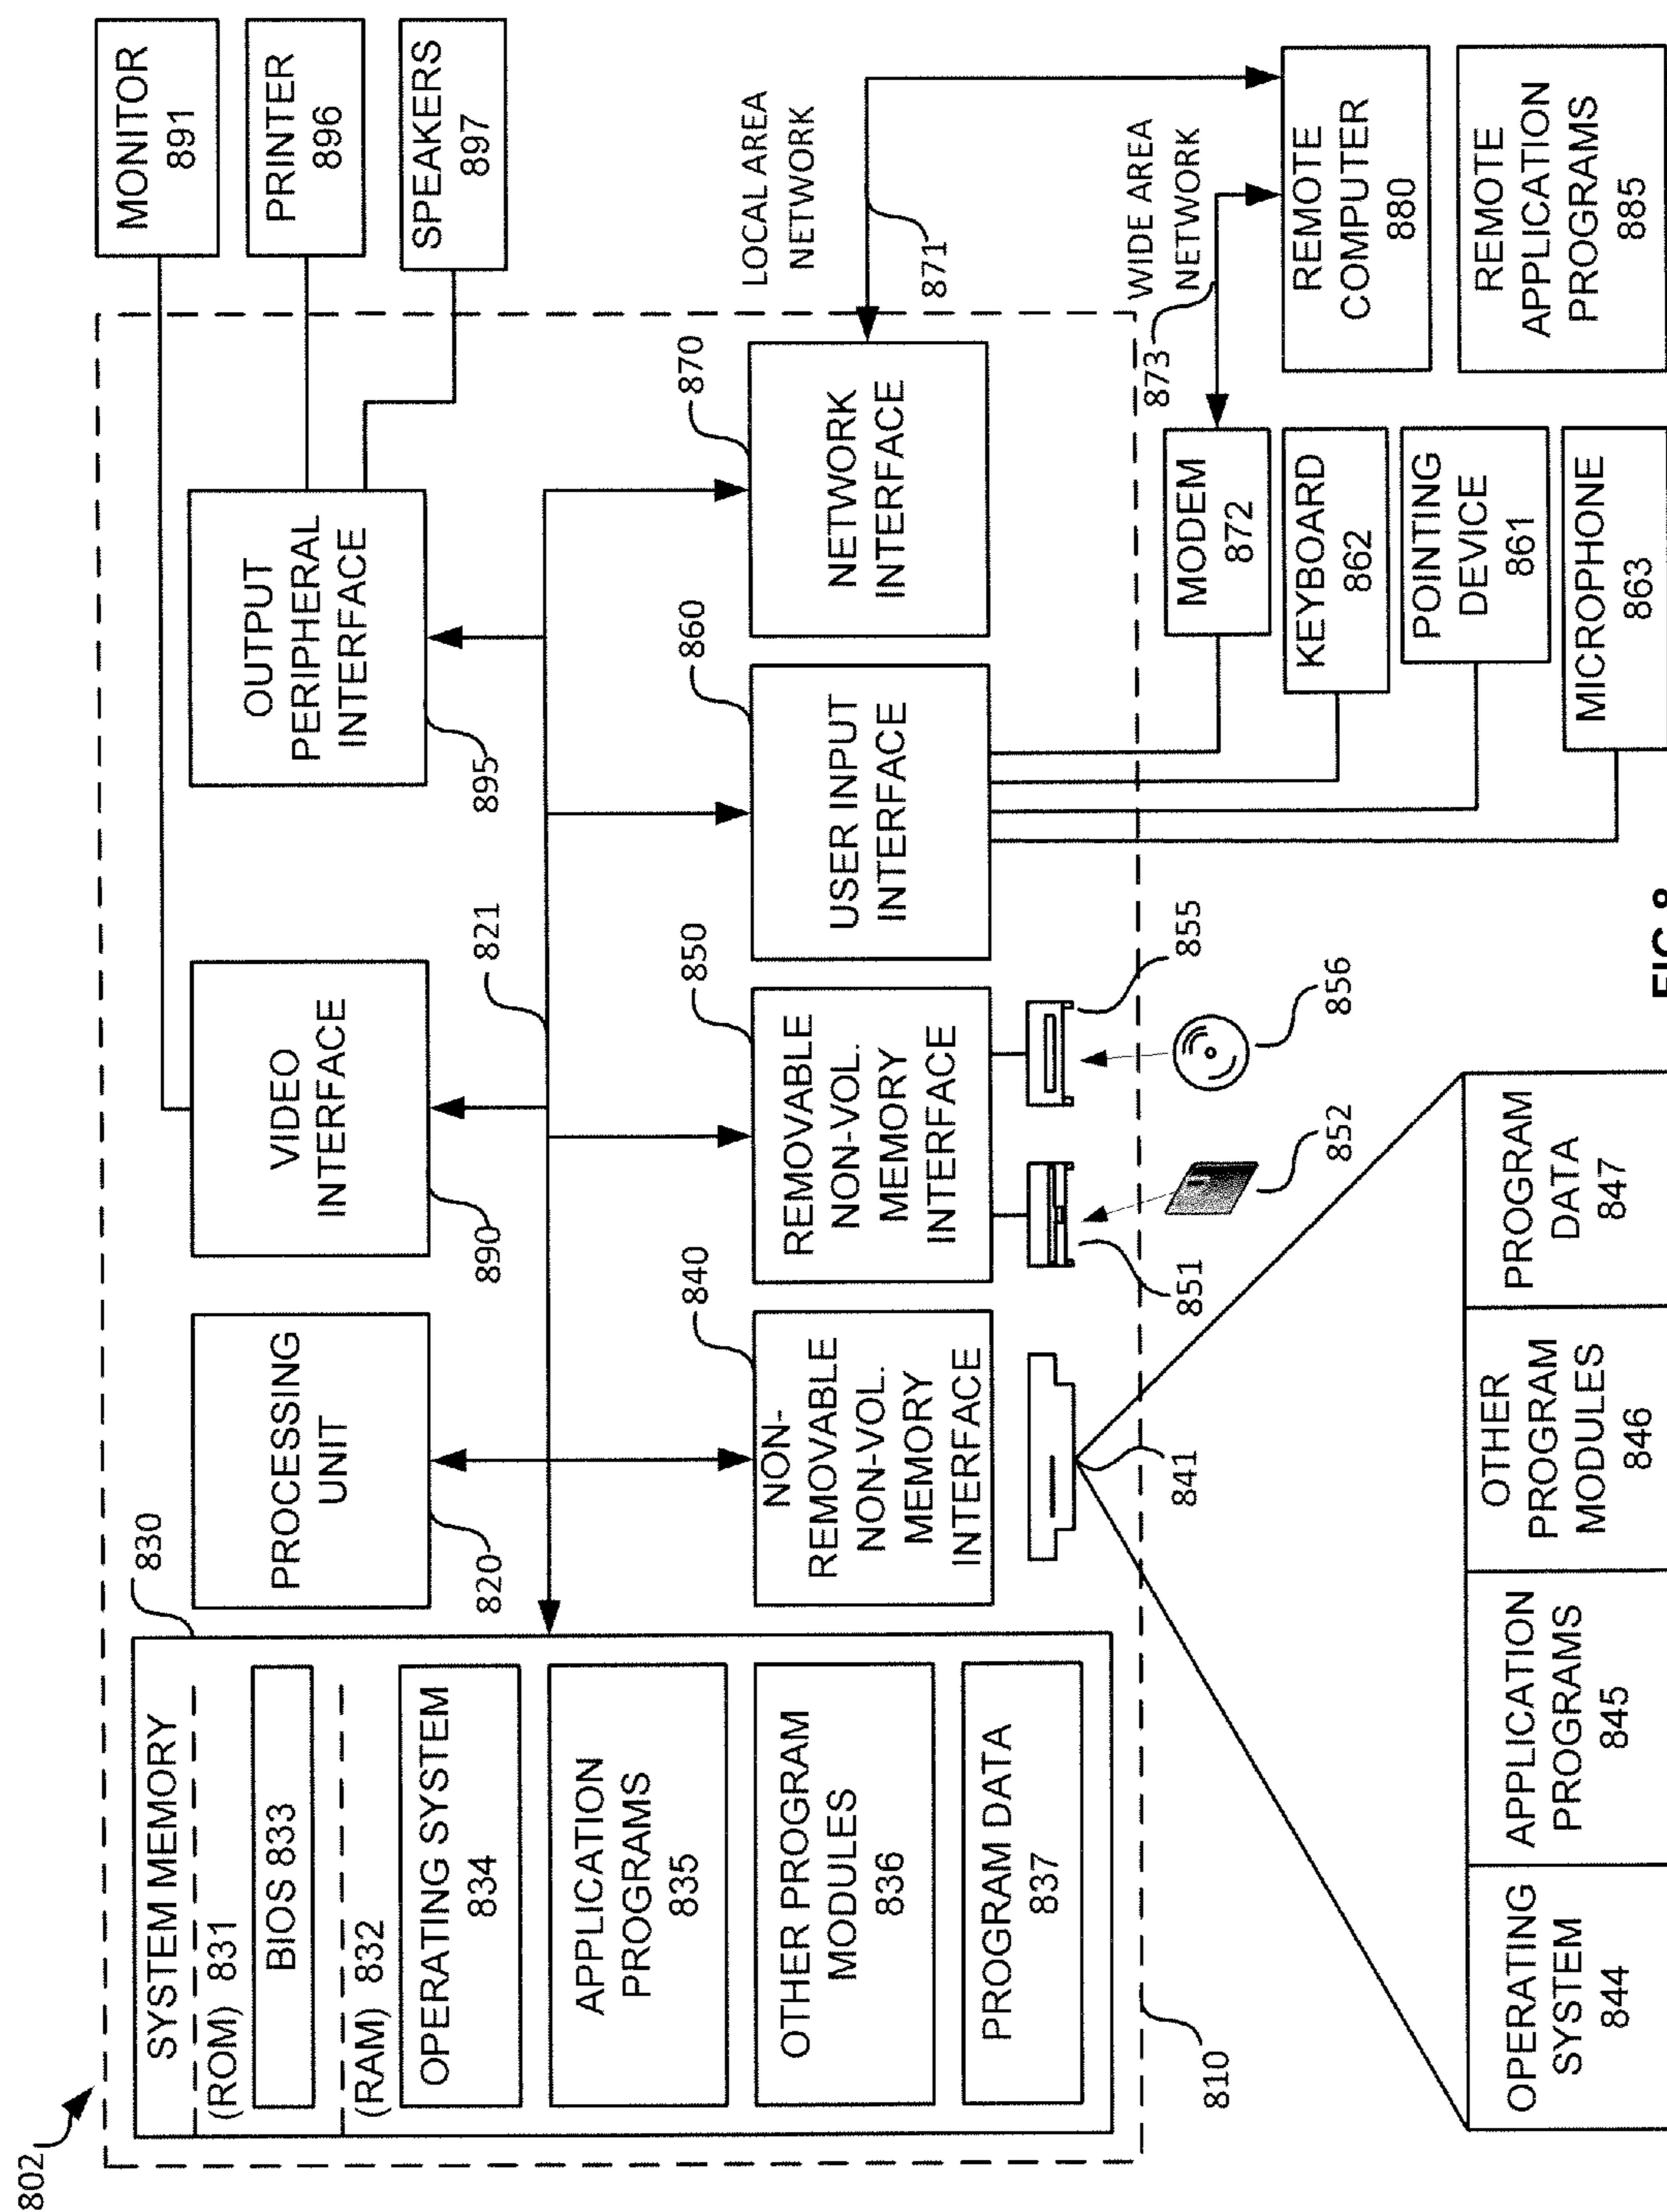 802
SYSTEM MEMORY
(ROM) 831
BIOS 833
(RAM) 832
OPERATING SYSTEM
834
APPLICATION
PROGRAMS
835
OTHER PROGRAM
MODULES
836
PROGRAM DATA
837
830
PROCESSING
UNIT
820
VIDEO
INTERFACE
890
821
OUTPUT
PERIPHERAL
INTERFACE
895
MONITOR
891
PRINTER
896
SPEAKERS
897
NON-
REMOVABLE
NON-VOL.
MEMORY
INTERFACE
840
REMOVABLE
NON-VOL.
MEMORY
INTERFACE
850
USER INPUT
INTERFACE
860
NETWORK
INTERFACE
870
LOCAL AREA
NETWORK
871
810
841
851
852
855
856
WIDE AREA
NETWORK
873
MODEM
872
KEYBOARD
862
POINTING
DEVICE
861
MICROPHONE
863
REMOTE
COMPUTER
880
REMOTE
APPLICATION
PROGRAMS
885
OPERATING
SYSTEM
844
APPLICATION
PROGRAMS
845
OTHER
PROGRAM
MODULES
846
PROGRAM
DATA
847
FIG.8